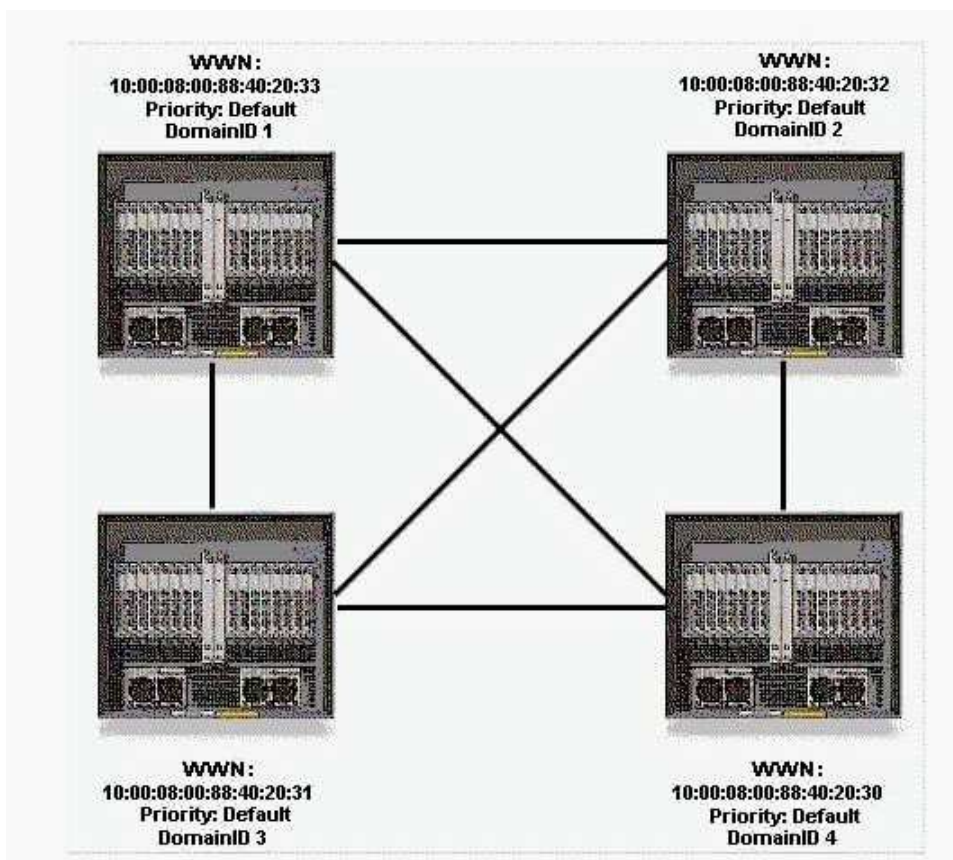 WWN:
10:00:08:00:88:40:20:33
Priority: Default
DomainID 1
WWN:
10:00:08:00:88:40:20:32
Priority: Default
DomainID 2
WWN:
10:00:08:00:88:40:20:31
Priority: Default
DomainID 3
WWN:
10:00:08:00:88:40:20:30
Priority: Default
DomainID 4